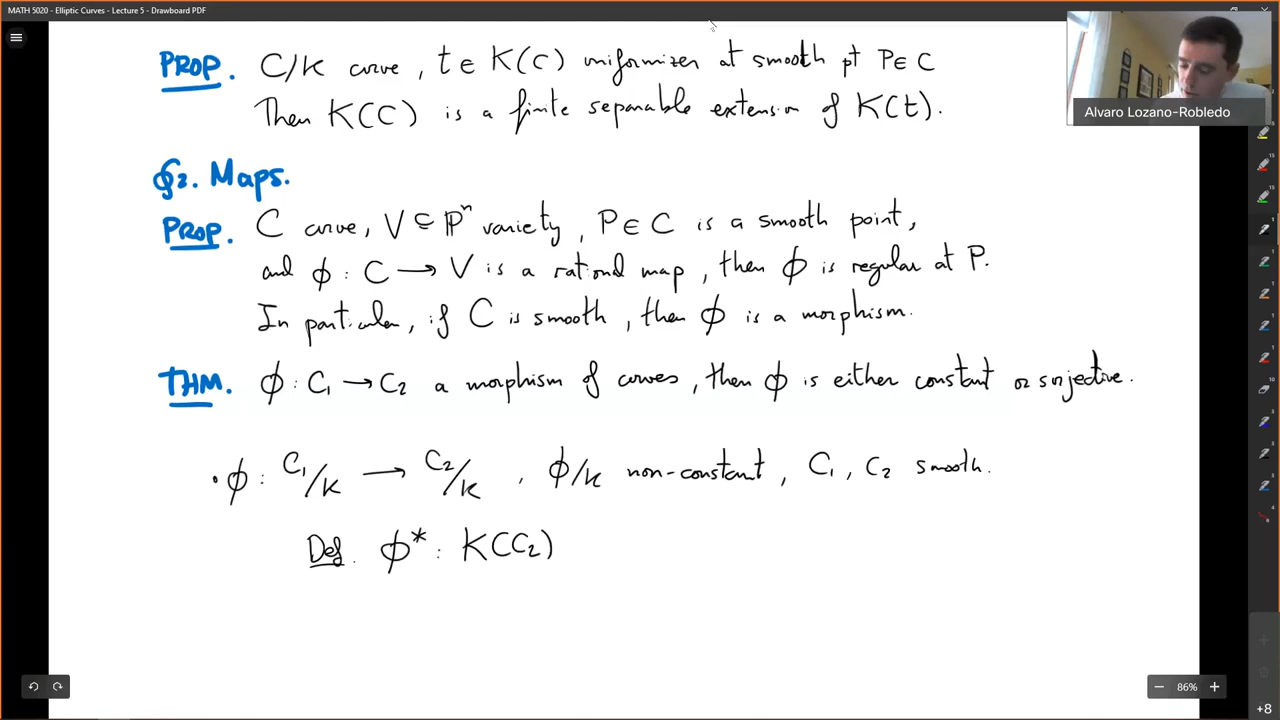 MATH 5020 - Elliptic Curves - Lecture 5 - Drawboard PDF
PROP. C/K curve, t ∈ K(C) uniformizer at smooth pt P ∈ C
Then K(C) is a finite separable extension of K(t).
Alvaro Lozano-Robledo
§2. Maps.
PROP. C curve, V ⊆ ℙⁿ variety, P ∈ C is a smooth point,
and ϕ : C → V is a rational map, then ϕ is regular at P.
In particular, if C is smooth, then ϕ is a morphism.
THM. ϕ : C₁ → C₂ a morphism of curves, then ϕ is either constant or surjective.
• ϕ : C₁/K → C₂/K, ϕ/K non-constant, C₁, C₂ smooth.
Def. ϕ* : K(C₂)
86%
+8